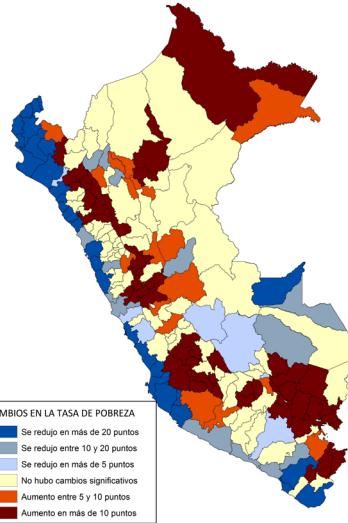 MBIOS EN LA TASA DE POBREZA
Se redujo en más de 20 puntos
Se redujo entre 10 y 20 puntos
Se redujo en más de 5 puntos
No hubo cambios significativos
Aumento entre 5 y 10 puntos
Aumento en más de 10 puntos